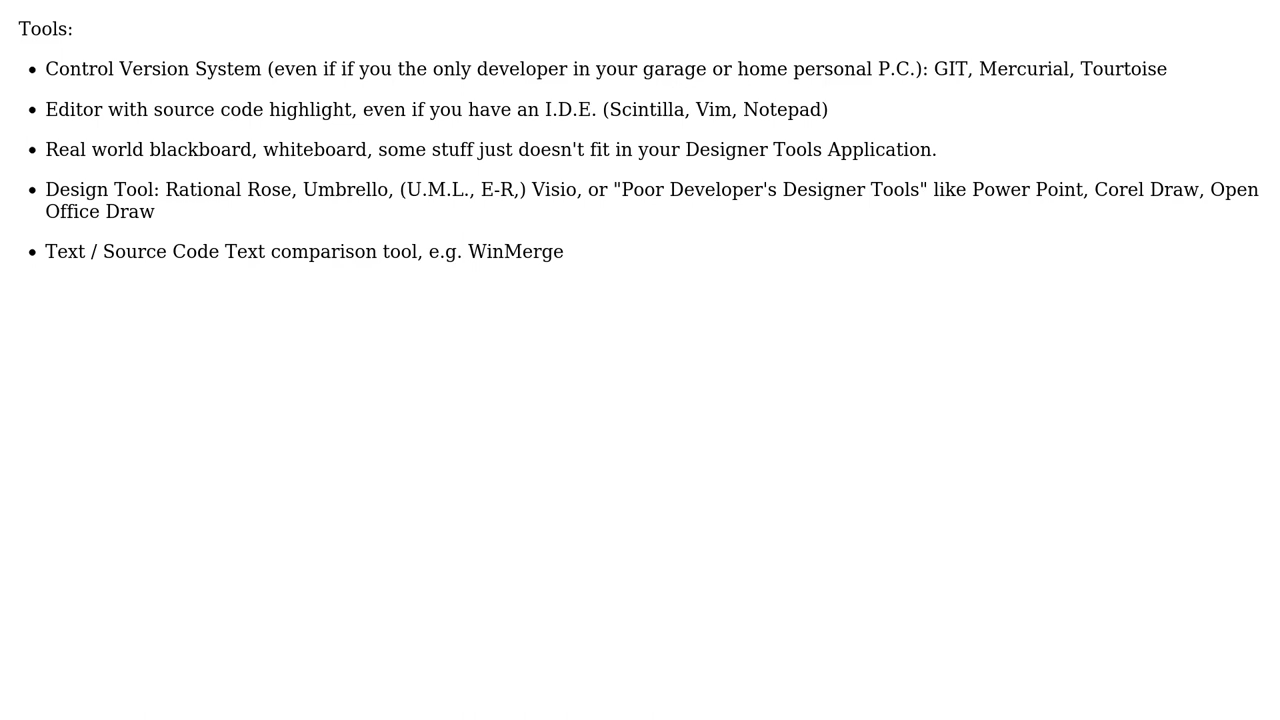 Tools:
• Control Version System (even if if you the only developer in your garage or home personal P.C.): GIT, Mercurial, Tourtoise
• Editor with source code highlight, even if you have an I.D.E. (Scintilla, Vim, Notepad)
• Real world blackboard, whiteboard, some stuff just doesn't fit in your Designer Tools Application.
• Design Tool: Rational Rose, Umbrello, (U.M.L., E-R,) Visio, or "Poor Developer's Designer Tools" like Power Point, Corel Draw, Open
Office Draw
• Text / Source Code Text comparison tool, e.g. WinMerge